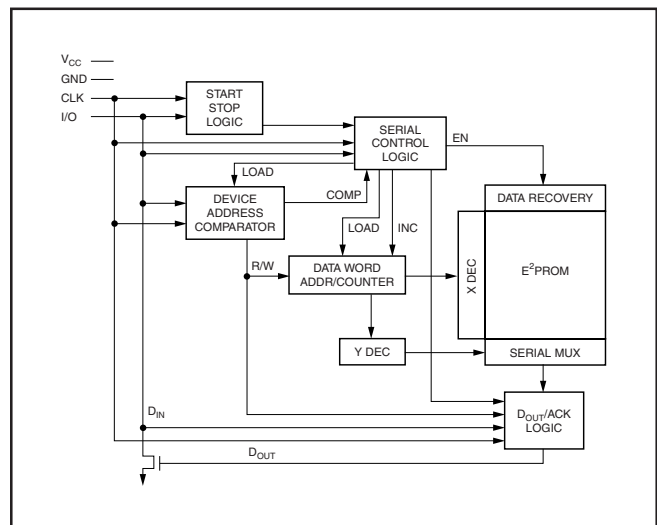 VCC
GND
CLK
I/O
START
STOP
LOGIC
SERIAL
CONTROL
LOGIC
EN
LOAD
COMP
DEVICE
ADDRESS
COMPARATOR
LOAD
INC
DATA RECOVERY
R/W
DATA WORD
ADDR/COUNTER
X DEC
E²PROM
Y DEC
SERIAL MUX
DIN
DOUT/ACK
LOGIC
DOUT